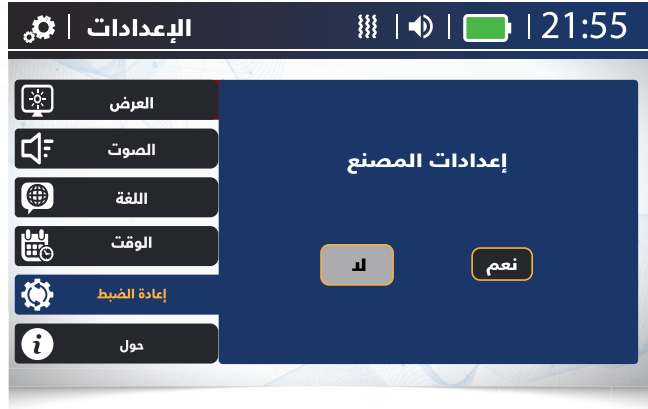 الإعدادات
21:55
العرض
الصوت
اللغة
الوقت
إعادة الضبط
حول
إعدادات المصنع
نعم
لا